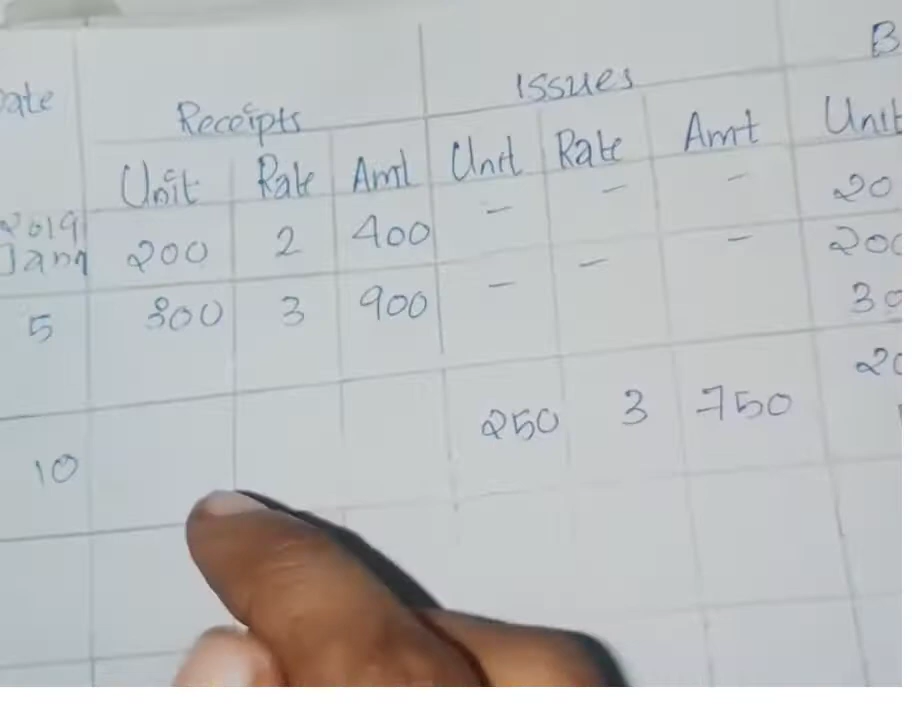 Receipts Issues
Unit Rate Amt Unit Rate Amt Unit
2019
Jan 200 2 400 - - - 20
5 300 3 900 - - - 200
30
10 250 3 750 20